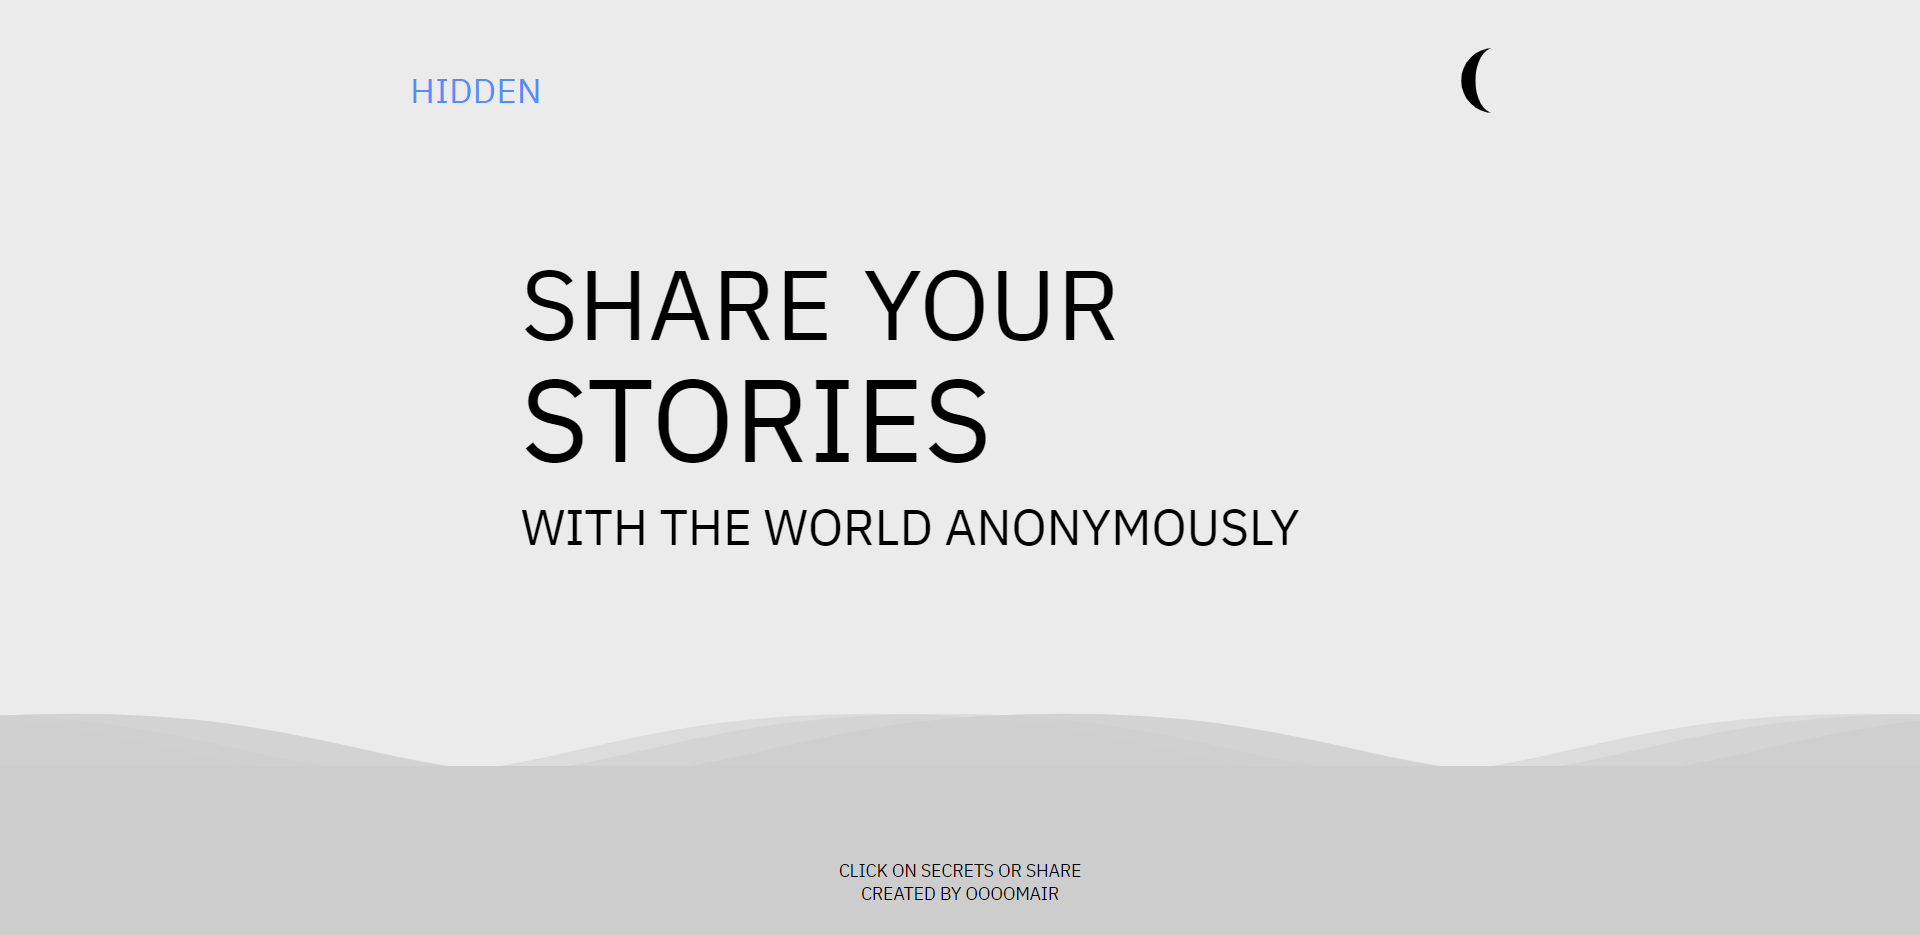 HIDDEN
SHARE YOUR
STORIES
WITH THE WORLD ANONYMOUSLY
CLICK ON SECRETS OR SHARE
CREATED BY OOOOMAIR